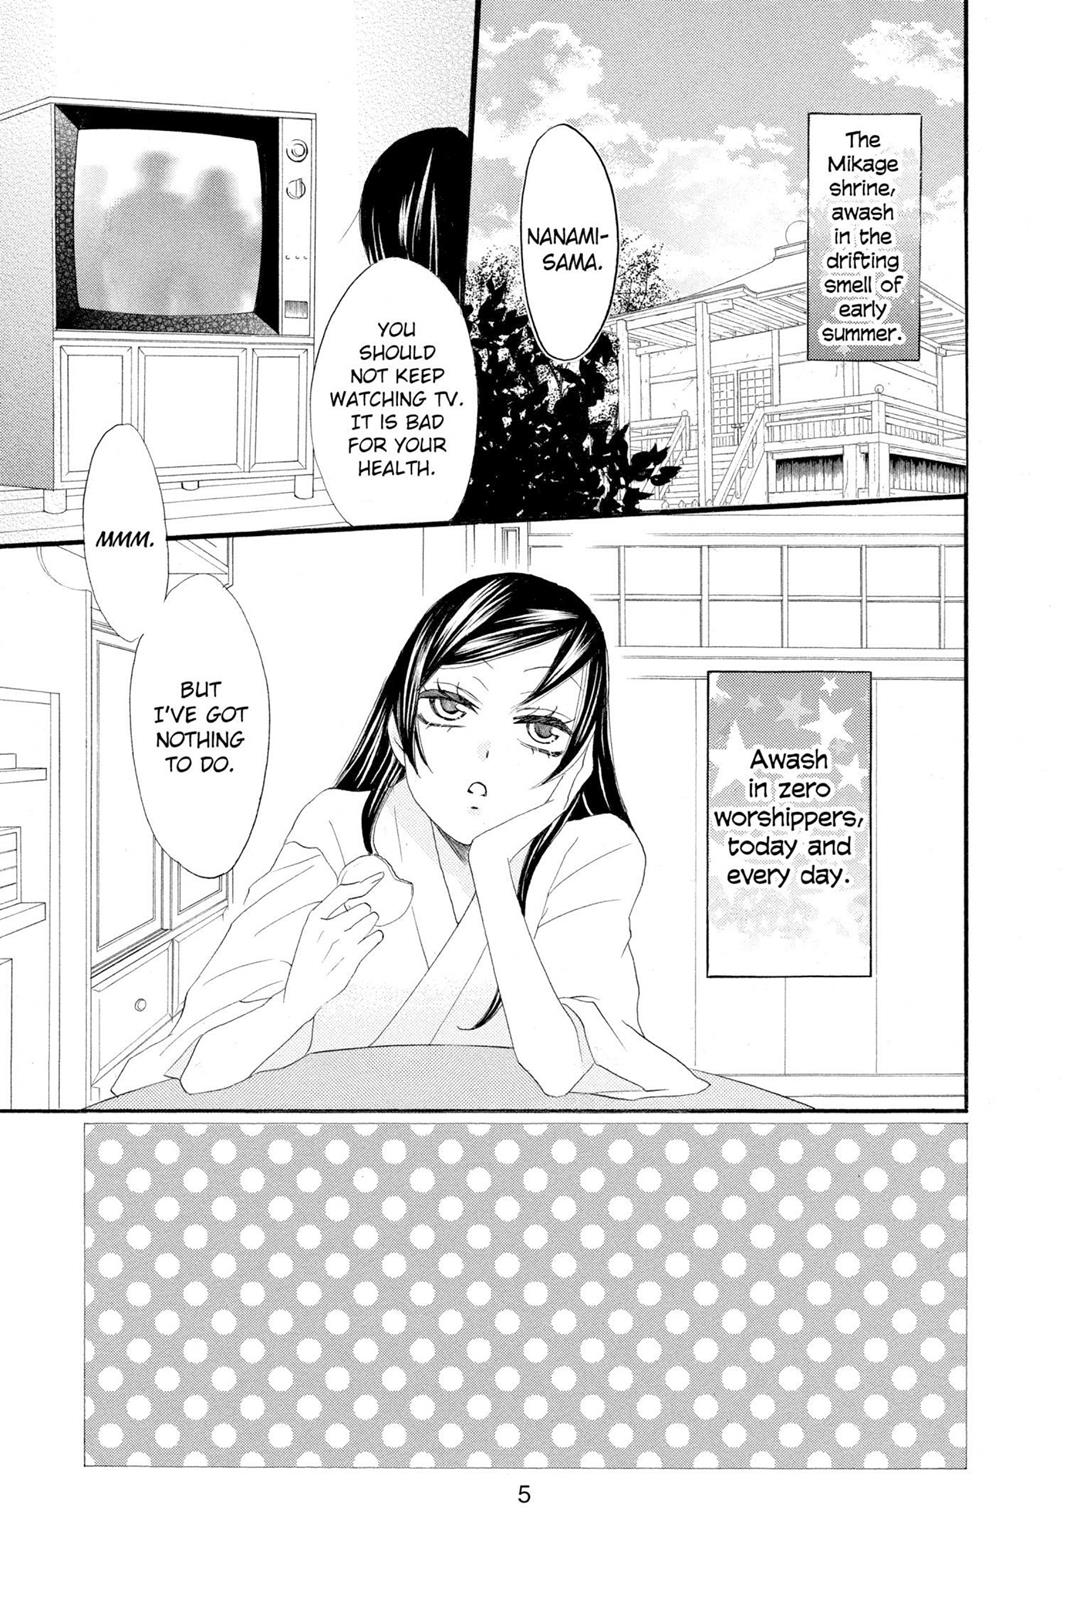 The
Mikage
shrine,
awash
in the
drifting
smell of
early
summer.
NANAMI-
SAMA.
YOU
SHOULD
NOT KEEP
WATCHING TV.
IT IS BAD
FOR YOUR
HEALTH.
Awash
in zero
worshippers,
today and
every day.
MMM.
BUT
I'VE GOT
NOTHING
TO DO.
5